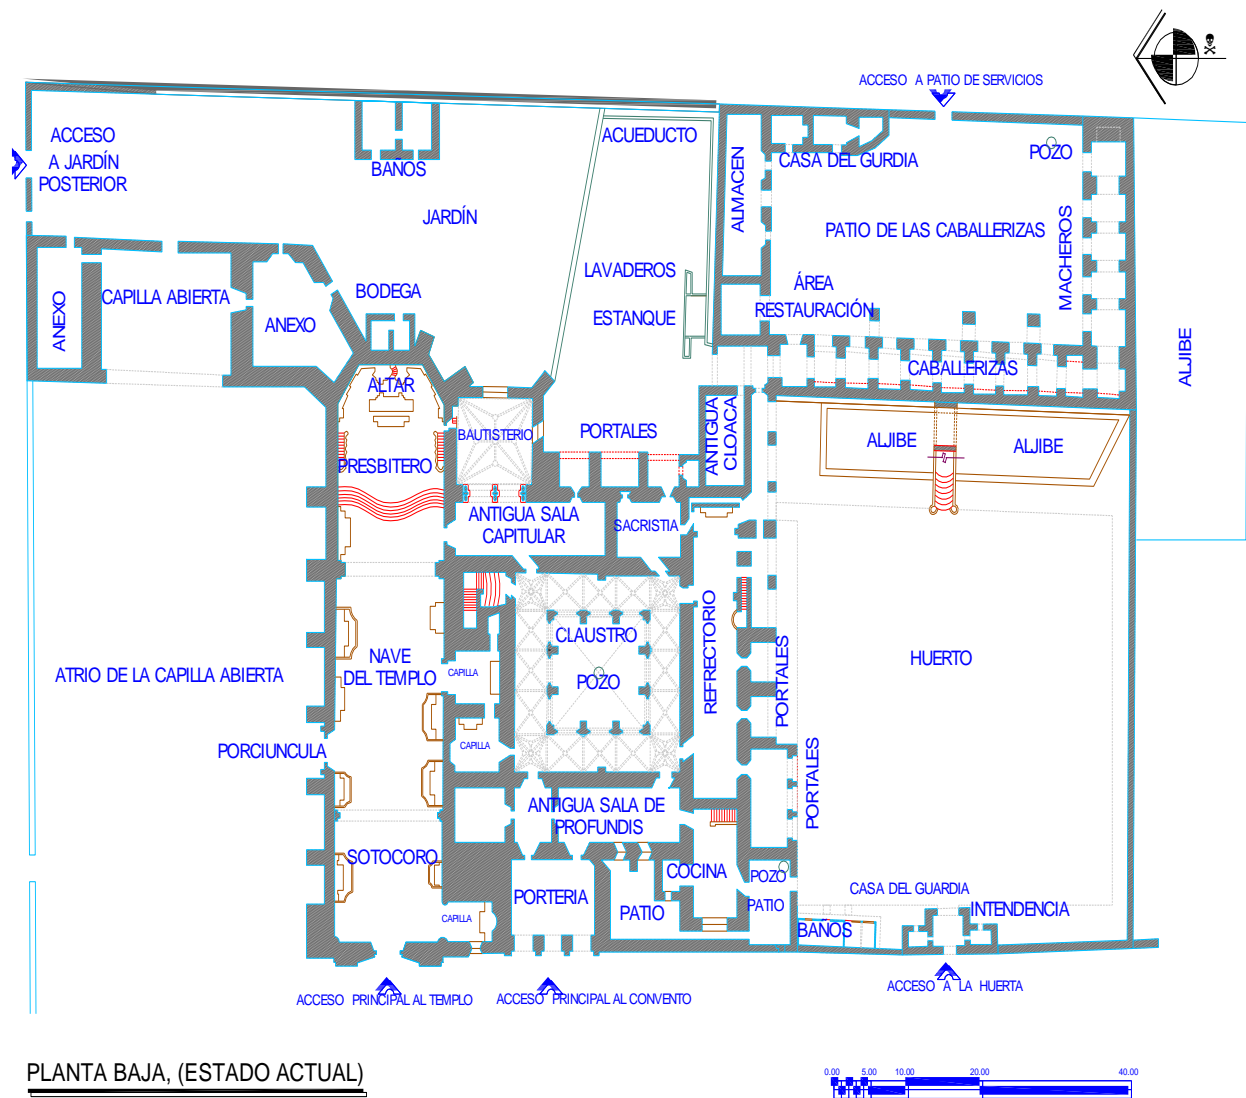 ACCESO A PATIO DE SERVICIOS
ACCESO
A JARDÍN
POSTERIOR
BAÑOS
ACUEDUCTO
ALMACEN
CASA DEL GURDIA
POZO
JARDÍN
PATIO DE LAS CABALLERIZAS
MACHEROS
LAVADEROS
ESTANQUE
ÁREA
RESTAURACIÓN
ANEXO
CAPILLA ABIERTA
ANEXO
BODEGA
ALJIBE
CABALLERIZAS
ALTAR
BAUTISTERIO
PORTALES
ANTIGUA
CLOACA
ALJIBE
ALJIBE
PRESBITERO
ANTIGUA SALA
CAPITULAR
SACRISTIA
CLAUSTRO
POZO
REFRECTORIO
PORTALES
HUERTO
NAVE
DEL TEMPLO
CAPILLA
ATRIO DE LA CAPILLA ABIERTA
PORCIUNCULA
CAPILLA
PORTALES
ANTIGUA SALA DE
PROFUNDIS
SOTOCORO
COCINA
POZO
PORTERIA
PATIO
PATIO
CAPILLA
CASA DEL GUARDIA
INTENDENCIA
BAÑOS
ACCESO PRINCIPAL AL TEMPLO
ACCESO PRINCIPAL AL CONVENTO
ACCESO A LA HUERTA
PLANTA BAJA, (ESTADO ACTUAL)
0.00 5.00 10.00 20.00 40.00